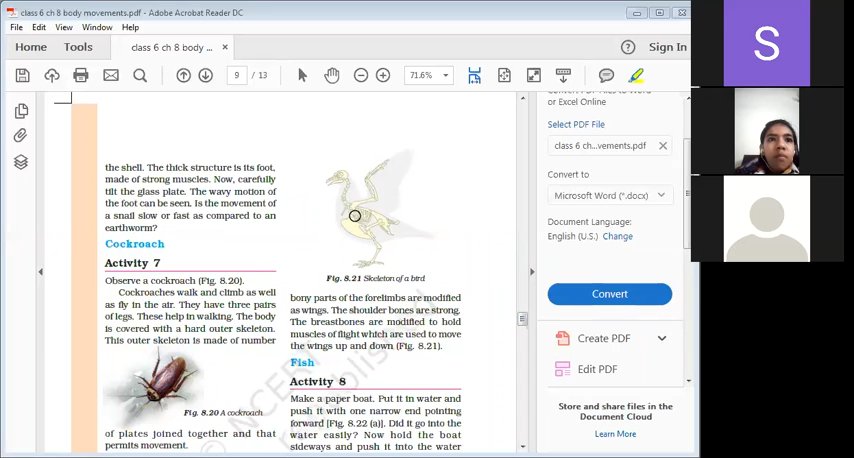 class 6 ch 8 body movements.pdf - Adobe Acrobat Reader DC
File Edit View Window Help
Home Tools class 6 ch 8 body ... × Sign In
9 / 13 71.6%
the shell. The thick structure is its foot,
made of strong muscles. Now, carefully
tilt the glass plate. The wavy motion of
the foot can be seen. Is the movement of
a snail slow or fast as compared to an
earthworm?
Cockroach
Activity 7
Observe a cockroach (Fig. 8.20).
Cockroaches walk and climb as well
as fly in the air. They have three pairs
of legs. These help in walking. The body
is covered with a hard outer skeleton.
This outer skeleton is made of number
Fig. 8.20 A cockroach
of plates joined together and that
permits movement.
Fig. 8.21 Skeleton of a bird
bony parts of the forelimbs are modified
as wings. The shoulder bones are strong.
The breastbones are modified to hold
muscles of flight which are used to move
the wings up and down (Fig. 8.21).
Fish
Activity 8
Make a paper boat. Put it in water and
push it with one narrow end pointing
forward [Fig. 8.22 (a)]. Did it go into the
water easily? Now hold the boat
sideways and push it into the water
© NCERT
published
or Excel Online
Select PDF File
class 6 ch...vements.pdf
Convert to
Microsoft Word (*.docx)
Document Language:
English (U.S.) Change
Convert
Create PDF
Edit PDF
Store and share files in the
Document Cloud
Learn More
S